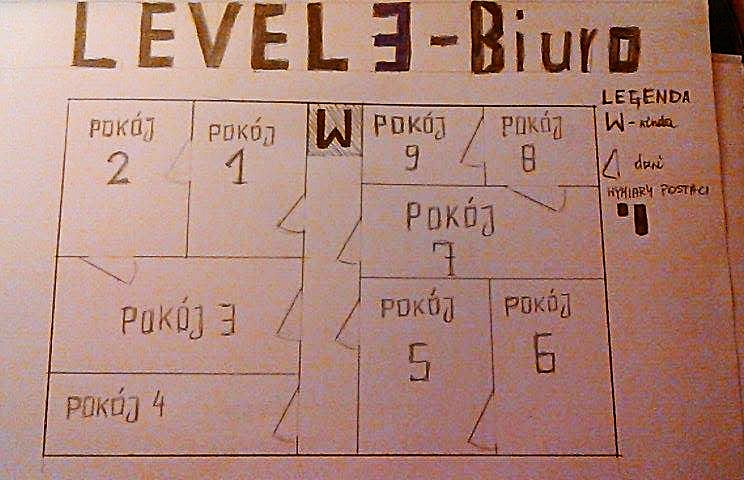 LEVEL 3 - Biuro
LEGENDA
W - winda
drzwi
WYMIARY POSTACI
POKÓJ
2
POKÓJ
1
W
POKÓJ
9
POKÓJ
8
POKÓJ
7
POKÓJ 3
POKÓJ
5
POKÓJ
6
POKÓJ 4